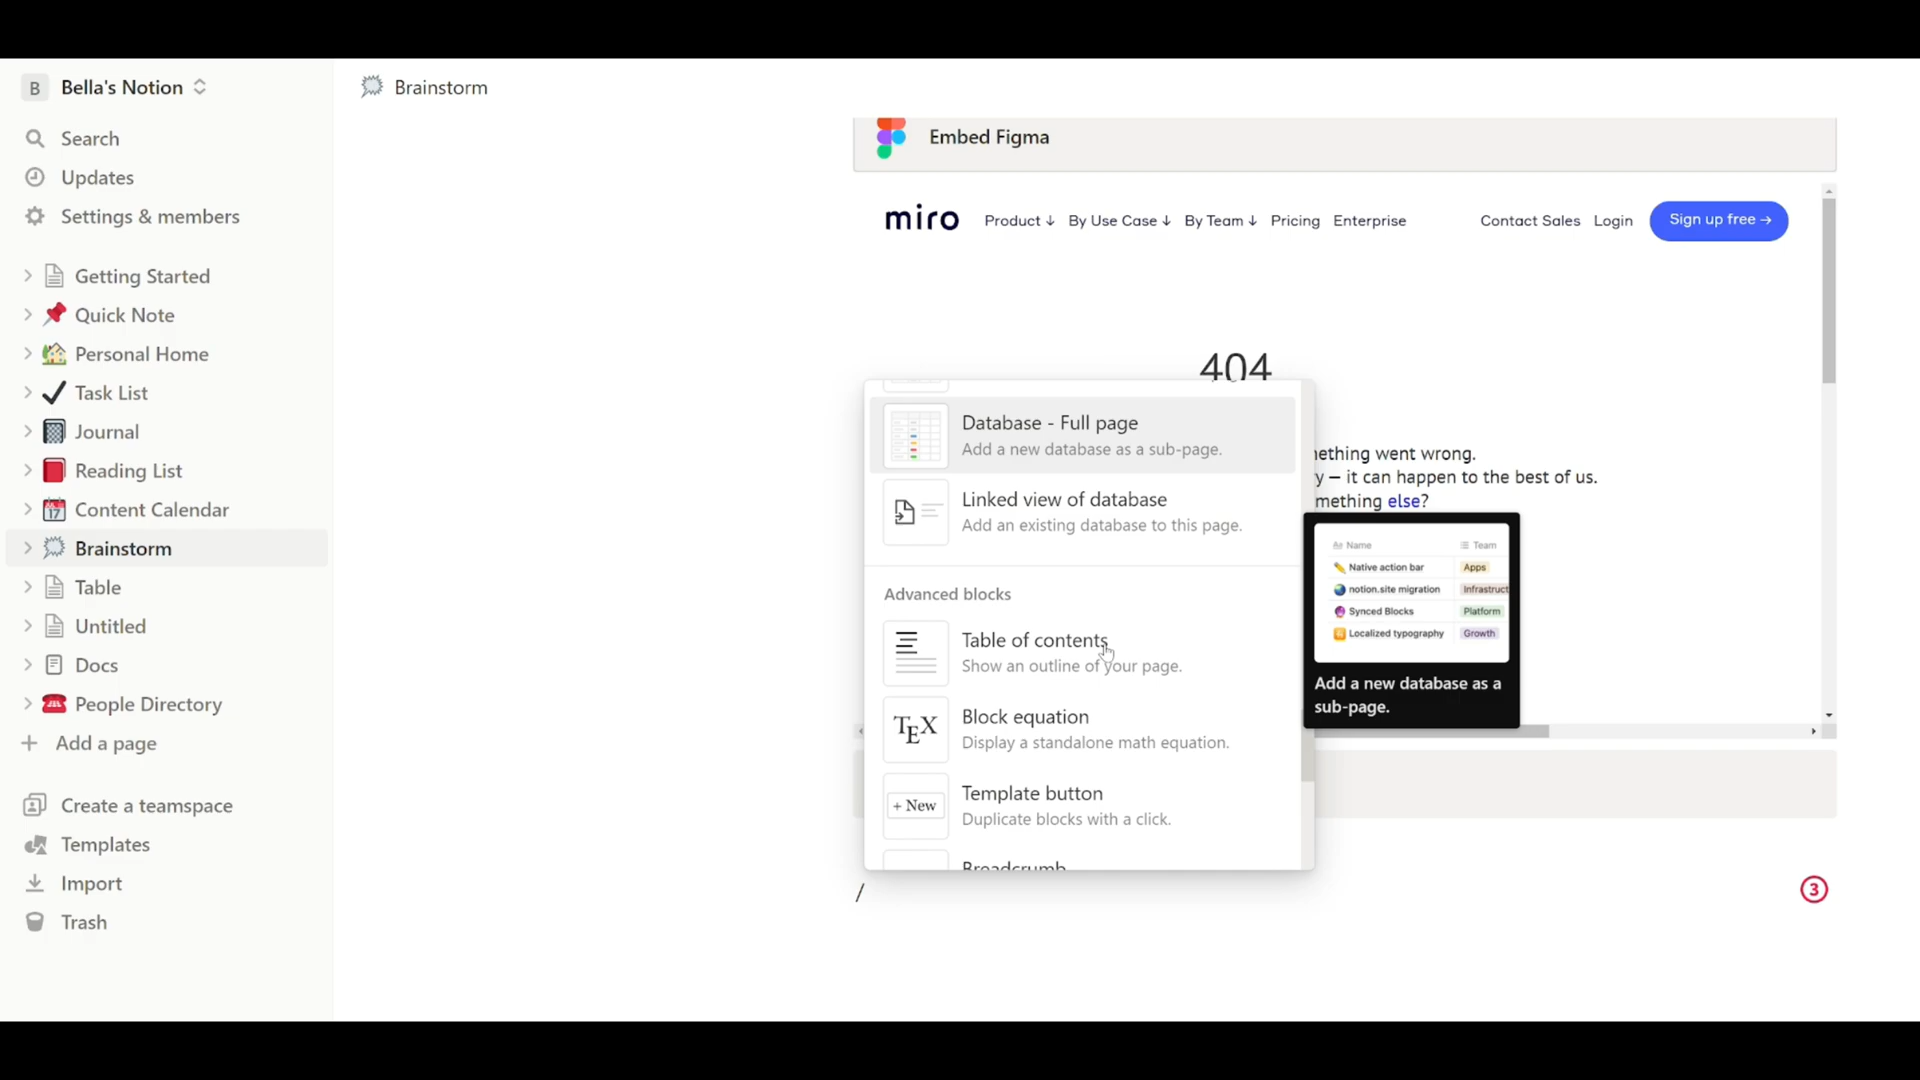 B Bella's Notion
Search
Updates
Settings & members
Getting Started
Quick Note
Personal Home
Task List
Journal
Reading List
Content Calendar
Brainstorm
Table
Untitled
Docs
People Directory
+ Add a page
Create a teamspace
Templates
Import
Trash
Brainstorm
Embed Figma
miro Product ↓ By Use Case ↓ By Team ↓ Pricing Enterprise Contact Sales Login Sign up free →
404
ething went wrong.
y — it can happen to the best of us.
mething else?
Database - Full page
Add a new database as a sub-page.
Linked view of database
Add an existing database to this page.
Advanced blocks
Table of contents
Show an outline of your page.
TEX Block equation
Display a standalone math equation.
+ New Template button
Duplicate blocks with a click.
Breadcrumb
Aa Name Team
Native action bar Apps
notion.site migration Infrastruct
Synced Blocks Platform
Localized typography Growth
Add a new database as a
sub-page.
/
3